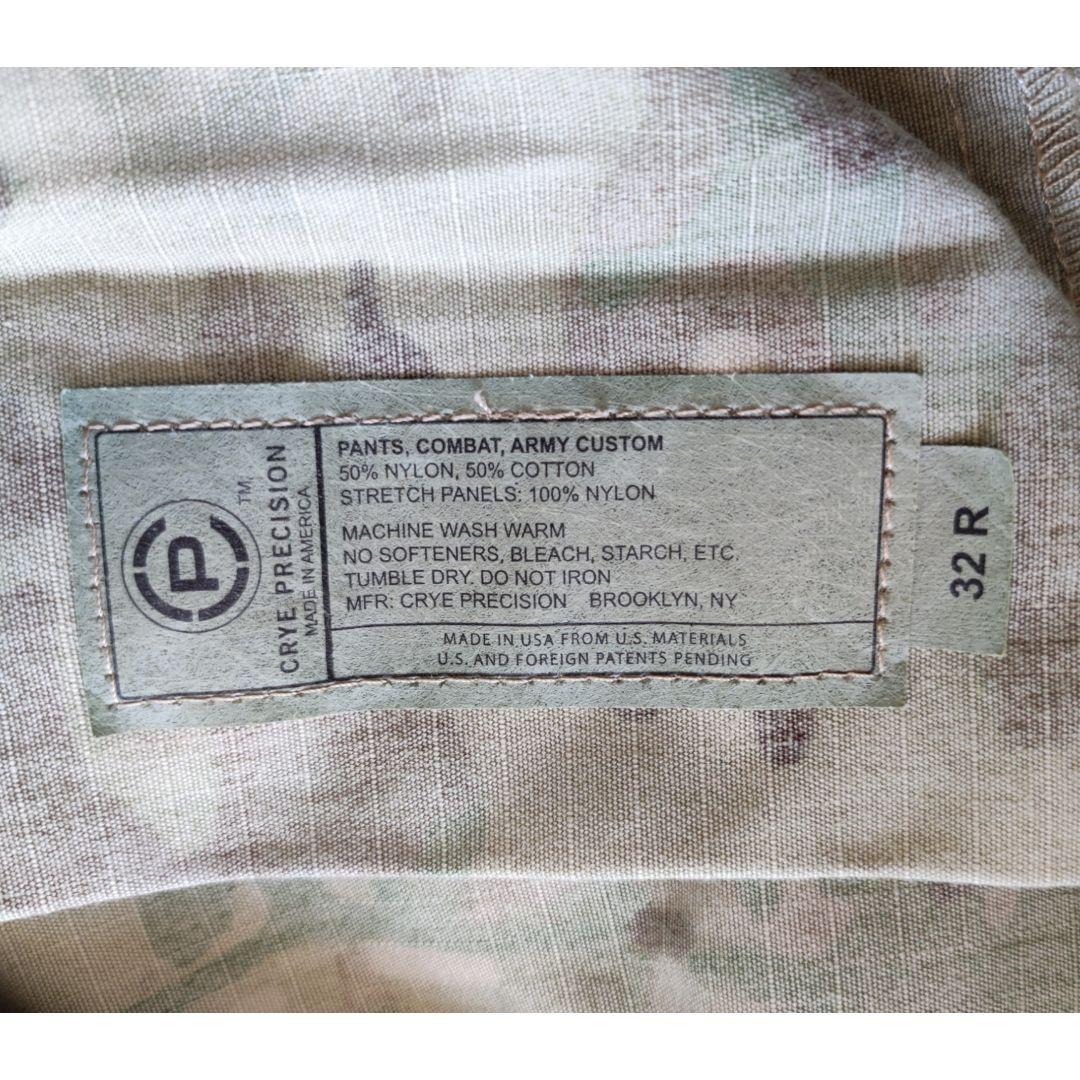 P
TM
CRYE PRECISION
MADE IN AMERICA
PANTS, COMBAT, ARMY CUSTOM
50% NYLON, 50% COTTON
STRETCH PANELS: 100% NYLON
MACHINE WASH WARM
NO SOFTENERS, BLEACH, STARCH, ETC.
TUMBLE DRY. DO NOT IRON
MFR: CRYE PRECISION BROOKLYN, NY
MADE IN USA FROM U.S. MATERIALS
U.S. AND FOREIGN PATENTS PENDING
32 R